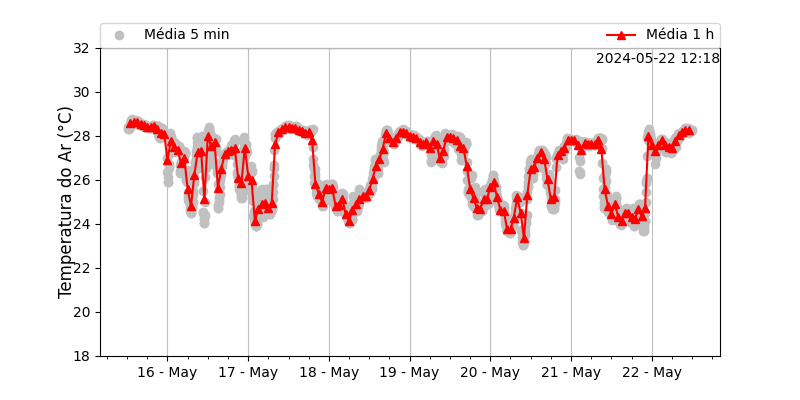 Média 5 min
Média 1 h
2024-05-22 12:18
Temperatura do Ar (°C)
32
30
28
26
24
22
20
18
16 - May
17 - May
18 - May
19 - May
20 - May
21 - May
22 - May